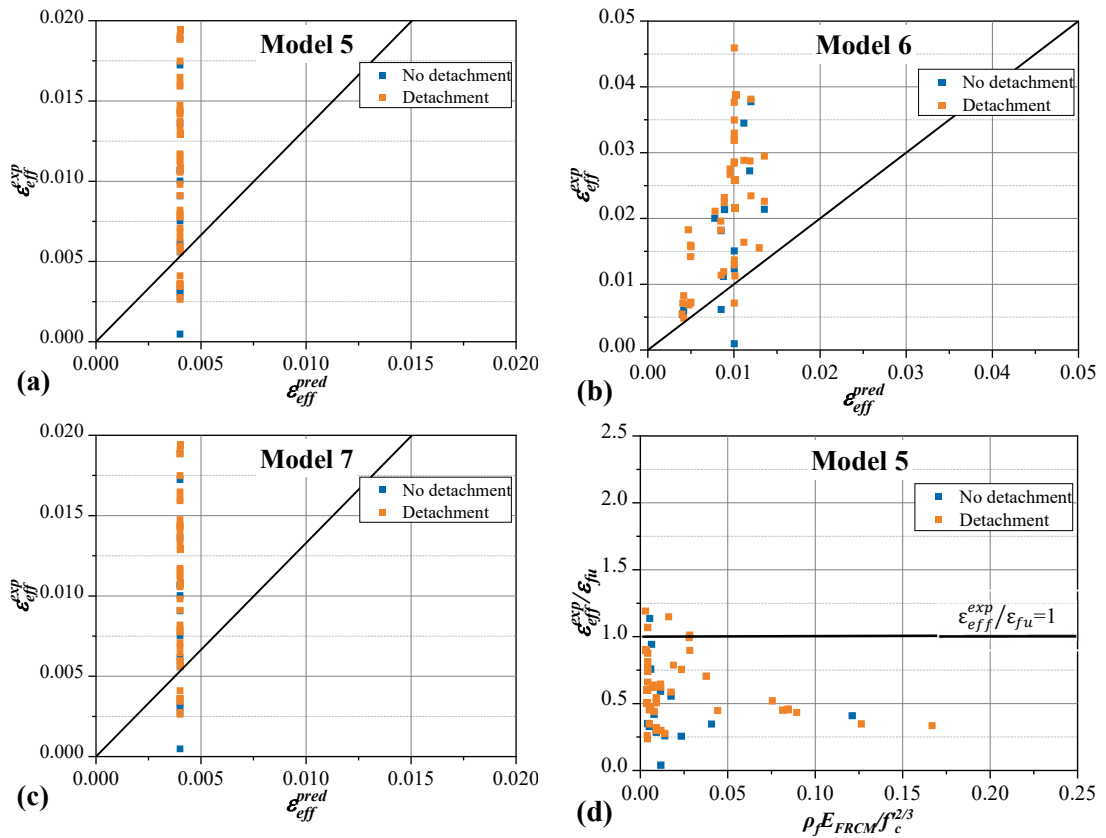 Model 5
No detachment
Detachment
0.020
0.015
0.010
0.005
0.000
ε_eff^exp
0.000 0.005 0.010 0.015 0.020
ε_eff^pred
(a)
Model 6
No detachment
Detachment
0.05
0.04
0.03
0.02
0.01
0.00
ε_eff^exp
0.00 0.01 0.02 0.03 0.04 0.05
ε_eff^pred
(b)
Model 7
No detachment
Detachment
0.020
0.015
0.010
0.005
0.000
ε_eff^exp
0.000 0.005 0.010 0.015 0.020
ε_eff^pred
(c)
Model 5
No detachment
Detachment
2.5
2.0
1.5
1.0
0.5
0.0
ε_eff^exp/ε_fu
ε_eff^exp/ε_fu=1
0.00 0.05 0.10 0.15 0.20 0.25
ρ_f E_FRCM/f'_c^2/3
(d)